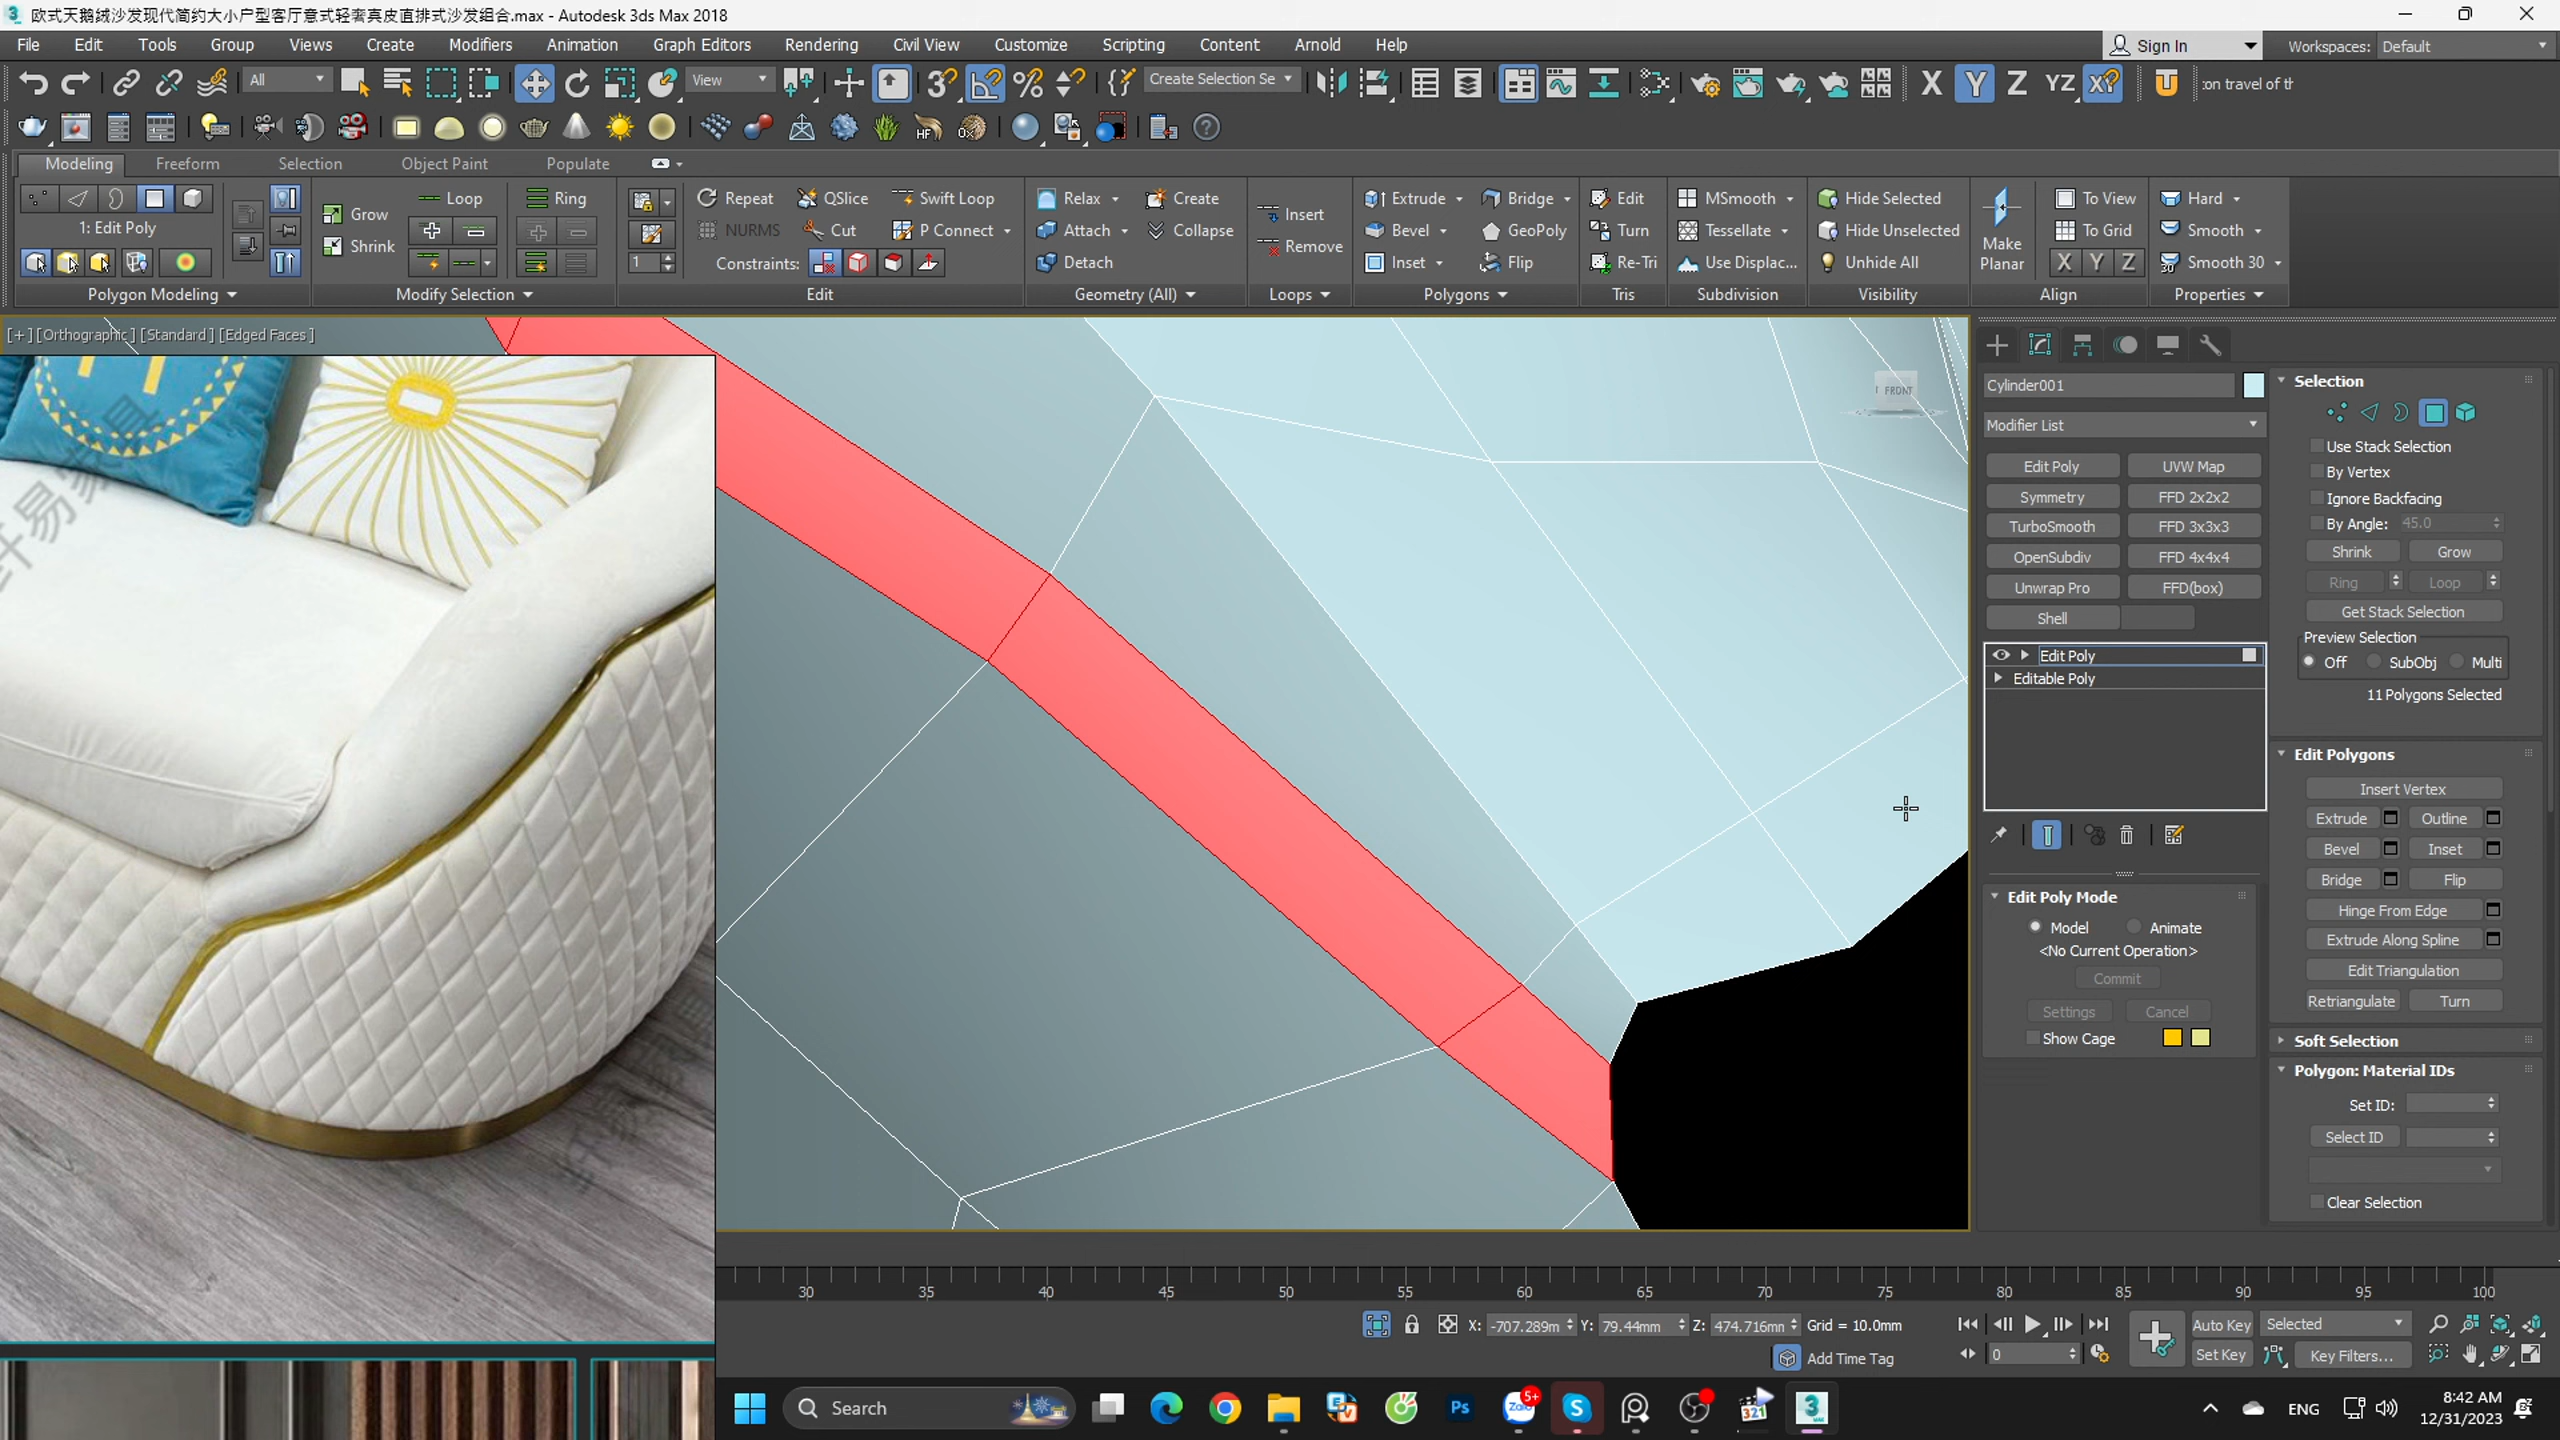 欧式天鹅绒沙发现代简约大小户型客厅意式轻奢真皮直排式沙发组合.max - Autodesk 3ds Max 2018
File Edit Tools Group Views Create Modifiers Animation Graph Editors Rendering Civil View Customize Scripting Content Arnold Help Sign In Workspaces: Default
All View Create Selection Se X Y Z YZ :on travel of th
Modeling Freeform Selection Object Paint Populate
Loop Ring Repeat QSlice Swift Loop Relax Create Extrude Bridge Edit MSmooth Hide Selected To View Hard
1: Edit Poly Grow NURMS Cut P Connect Attach Collapse Insert Bevel GeoPoly Turn Tessellate Hide Unselected Make Planar To Grid Smooth
Shrink 1 Constraints: Detach Remove Inset Flip Re-Tri Use Displac... Unhide All X Y Z Smooth 30
Polygon Modeling Modify Selection Edit Geometry (All) Loops Polygons Tris Subdivision Visibility Align Properties
[+] [Orthographic] [Standard] [Edged Faces]
FRONT
Cylinder001
Modifier List
Edit Poly UVW Map
Symmetry FFD 2x2x2
TurboSmooth FFD 3x3x3
OpenSubdiv FFD 4x4x4
Unwrap Pro FFD(box)
Shell
Edit Poly
Editable Poly
Edit Poly Mode
Model Animate
<No Current Operation>
Commit
Settings Cancel
Show Cage
Selection
Use Stack Selection
By Vertex
Ignore Backfacing
By Angle: 45.0
Shrink Grow
Ring Loop
Get Stack Selection
Preview Selection
Off SubObj Multi
11 Polygons Selected
Edit Polygons
Insert Vertex
Extrude Outline
Bevel Inset
Bridge Flip
Hinge From Edge
Extrude Along Spline
Edit Triangulation
Retriangulate Turn
Soft Selection
Polygon: Material IDs
Set ID:
Select ID
Clear Selection
30 35 40 45 50 55 60 65 70 75 80 85 90 95 100
X: -707.289m Y: 79.44mm Z: 474.716mn Grid = 10.0mm Auto Key Selected
Add Time Tag 0 Set Key Key Filters...
Search Ps Zalo 5+ S 321 3 ENG 8:42 AM
12/31/2023